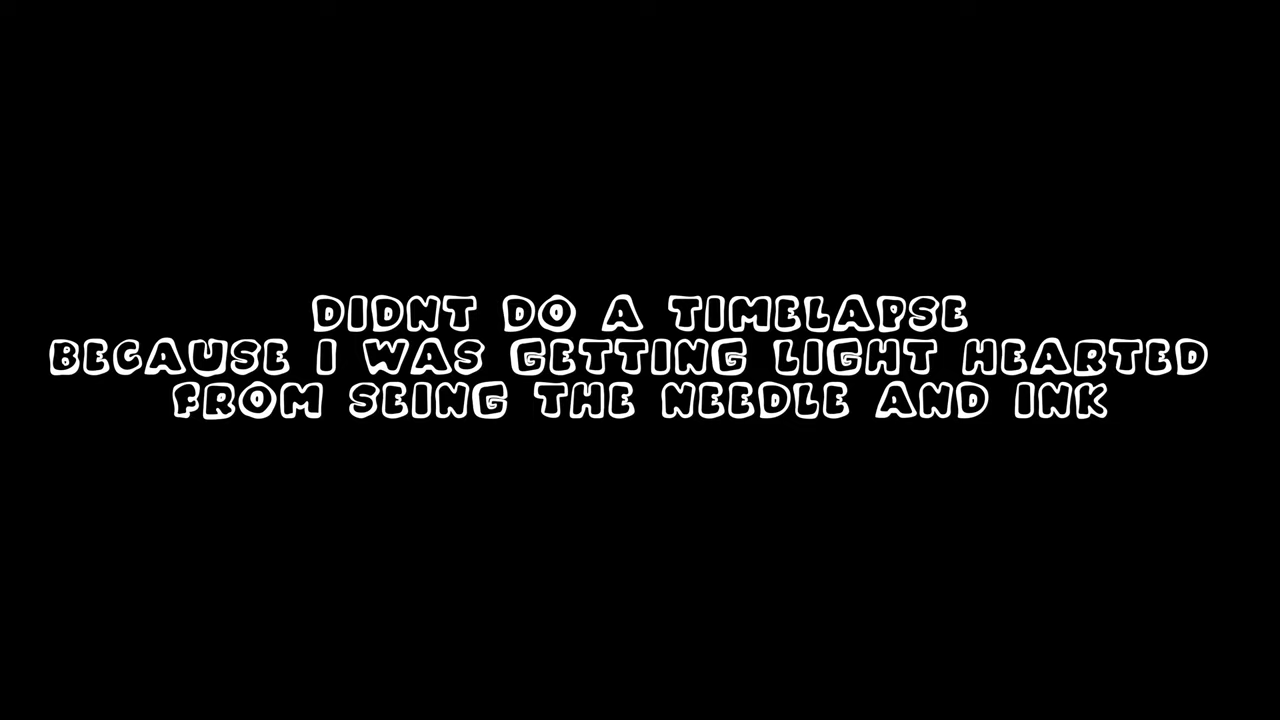 DIDNT DO A TIMELAPSE
BECAUSE I WAS GETTING LIGHT HEARTED
FROM SEING THE NEEDLE AND INK